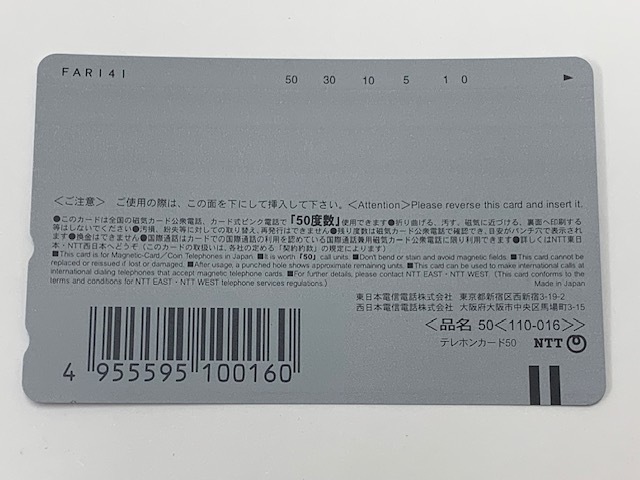 FAR141
50 30 10 5 1 0
<ご注意> ご使用の際は、この面を下にして挿入して下さい。<Attention>Please reverse this card and insert it.
●このカードは全国の磁気カード公衆電話、カード式ピンク電話で「50度数」使用できます●折り曲げる、汚す、磁気に近づける、裏面へ印刷する
等はしないでください●汚損、紛失等に対しての取り替え、再発行はできません●残り度数は磁気カード公衆電話で確認でき、目安がパンチ穴で表示されま
す●換金はできません●国際通話はカードでの国際通話の利用を認めている国際通話兼用磁気カード公衆電話に限り利用できます●詳しくはNTT東日
本・NTT西日本へどうぞ(このカードの取扱いは、各社の定める「契約約款」の規定によります)
■This card is for Magnetic-Card/Coin Telephones in Japan. ■It is worth「50」call units. ■Don't bend or stain and avoid magnetic fields. ■This card cannot be
replaced or reissued if lost or damaged. ■After usage, a punched hole shows approximate remaining units. ■This card can be used to make international calls at
international dialing telephones that accept magnetic telephone cards. ■For further details, please contact NTT EAST・NTT WEST. (This card conforms to the
terms and conditions for NTT EAST・NTT WEST telephone services regulations.)
Made in Japan
東日本電信電話株式会社 東京都新宿区西新宿3-19-2
西日本電信電話株式会社 大阪府大阪市中央区馬場町3-15
<品名 50<110-016>>
テレホンカード50 NTT
4 955595 100160